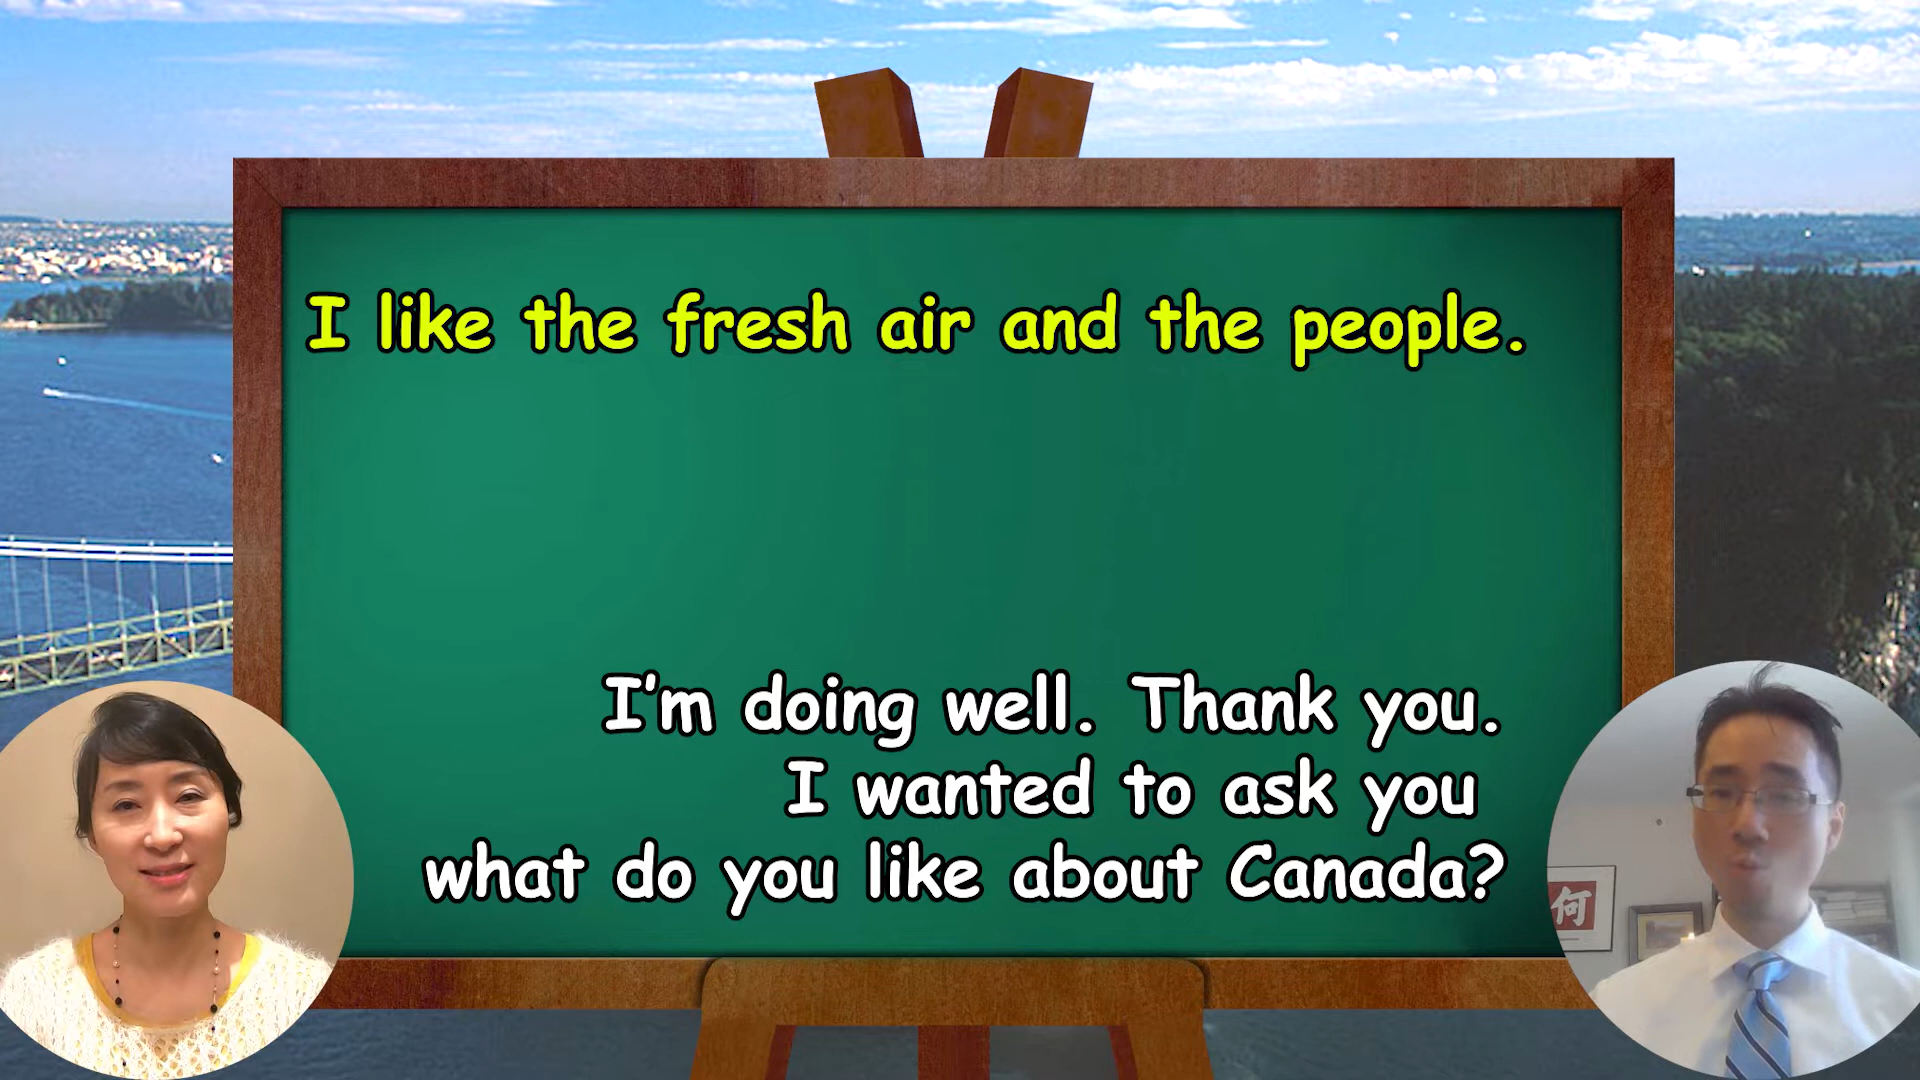 I like the fresh air and the people.
I'm doing well. Thank you.
I wanted to ask you
what do you like about Canada?
何